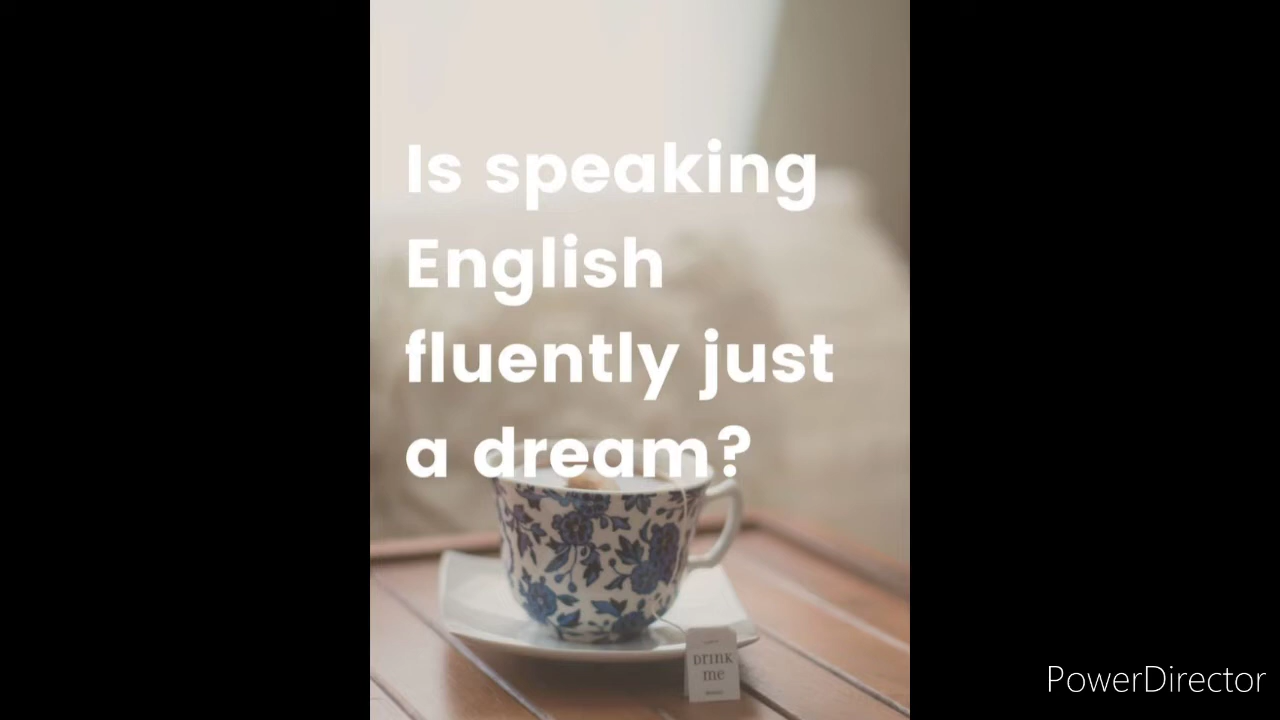 Is speaking
English
fluently just
a dream?
DRINK
me
PowerDirector